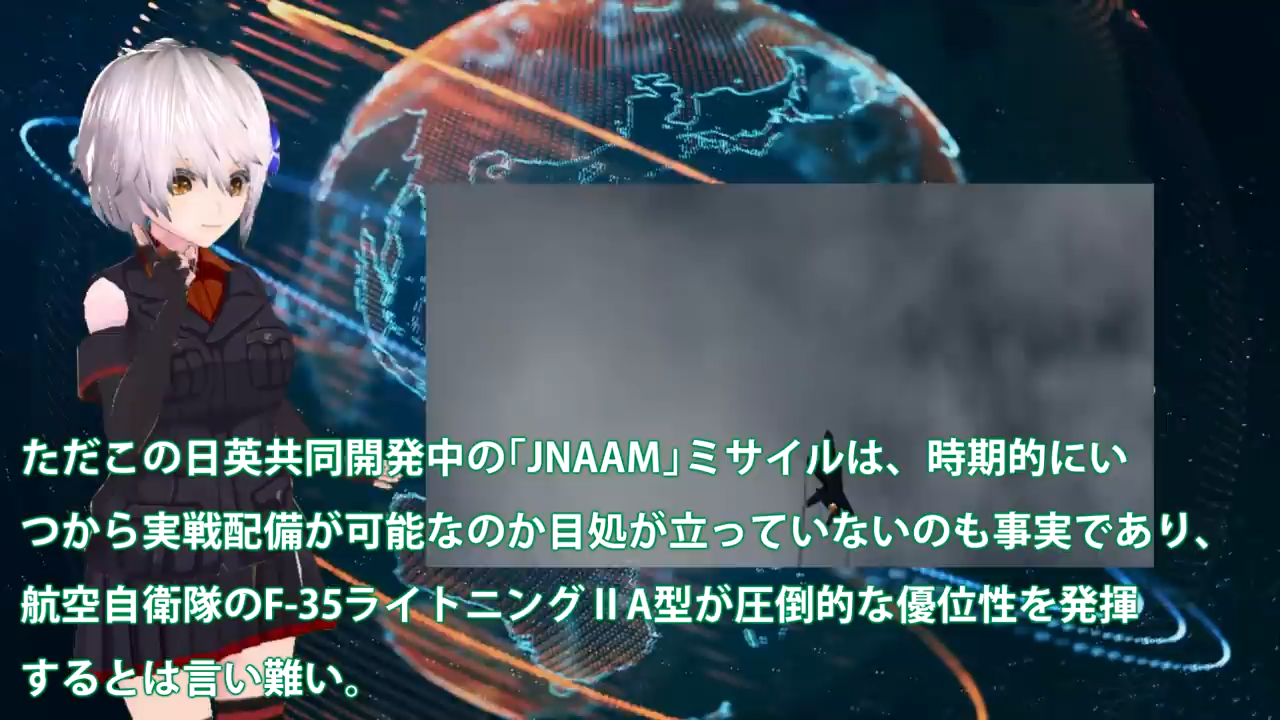 ただこの日英共同開発中の｢JNAAM｣ミサイルは、時期的にい
つから実戦配備が可能なのか目処が立っていないのも事実であり、
航空自衛隊のF-35ライトニングⅡA型が圧倒的な優位性を発揮
するとは言い難い。